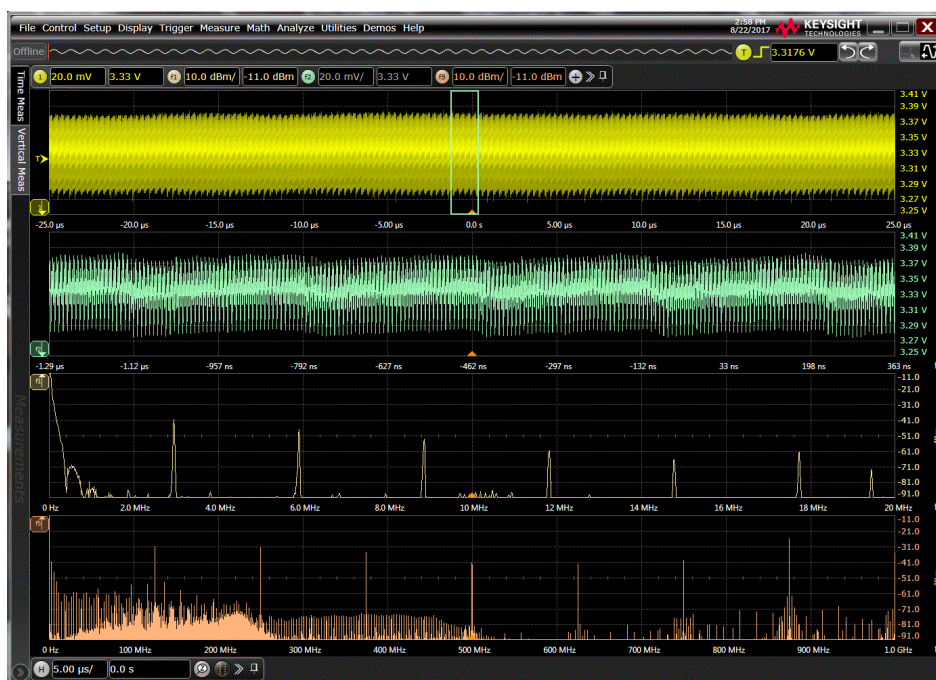 File Control Setup Display Trigger Measure Math Analyze Utilities Demos Help
2:58 PM
8/22/2017
KEYSIGHT
TECHNOLOGIES
X
Offline
T
3.3176 V
Time Meas
Vertical Meas
Measurements
1 20.0 mV/ 3.33 V f1 10.0 dBm/ -11.0 dBm f2 20.0 mV/ 3.33 V f5 10.0 dBm/ -11.0 dBm
3.41 V
3.39 V
3.37 V
3.35 V
3.33 V
T
3.31 V
3.29 V
3.27 V
3.25 V
-25.0 µs -20.0 µs -15.0 µs -10.0 µs -5.00 µs 0.0 s 5.00 µs 10.0 µs 15.0 µs 20.0 µs 25.0 µs
3.41 V
3.39 V
3.37 V
3.35 V
3.33 V
3.31 V
3.29 V
3.27 V
3.25 V
-1.29 µs -1.12 µs -957 ns -792 ns -627 ns -462 ns -297 ns -132 ns 33 ns 198 ns 363 ns
-11.0
-21.0
-31.0
-41.0
-51.0
-61.0
-71.0
-81.0
-91.0
0 Hz 2.0 MHz 4.0 MHz 6.0 MHz 8.0 MHz 10 MHz 12 MHz 14 MHz 16 MHz 18 MHz 20 MHz
-11.0
-21.0
-31.0
-41.0
-51.0
-61.0
-71.0
-81.0
-91.0
0 Hz 100 MHz 200 MHz 300 MHz 400 MHz 500 MHz 600 MHz 700 MHz 800 MHz 900 MHz 1.0 GHz
H 5.00 µs/ 0.0 s